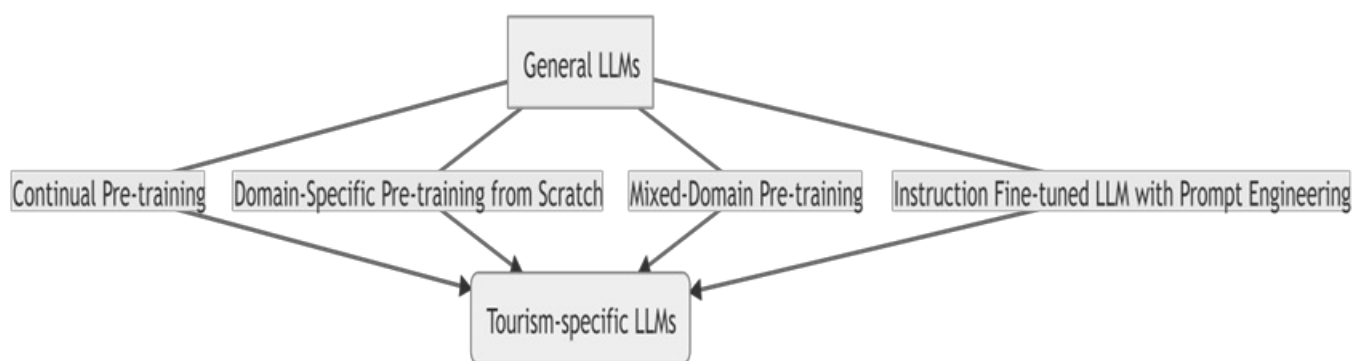 General LLMs
Continual Pre-training
Domain-Specific Pre-training from Scratch
Mixed-Domain Pre-training
Instruction Fine-tuned LLM with Prompt Engineering
Tourism-specific LLMs